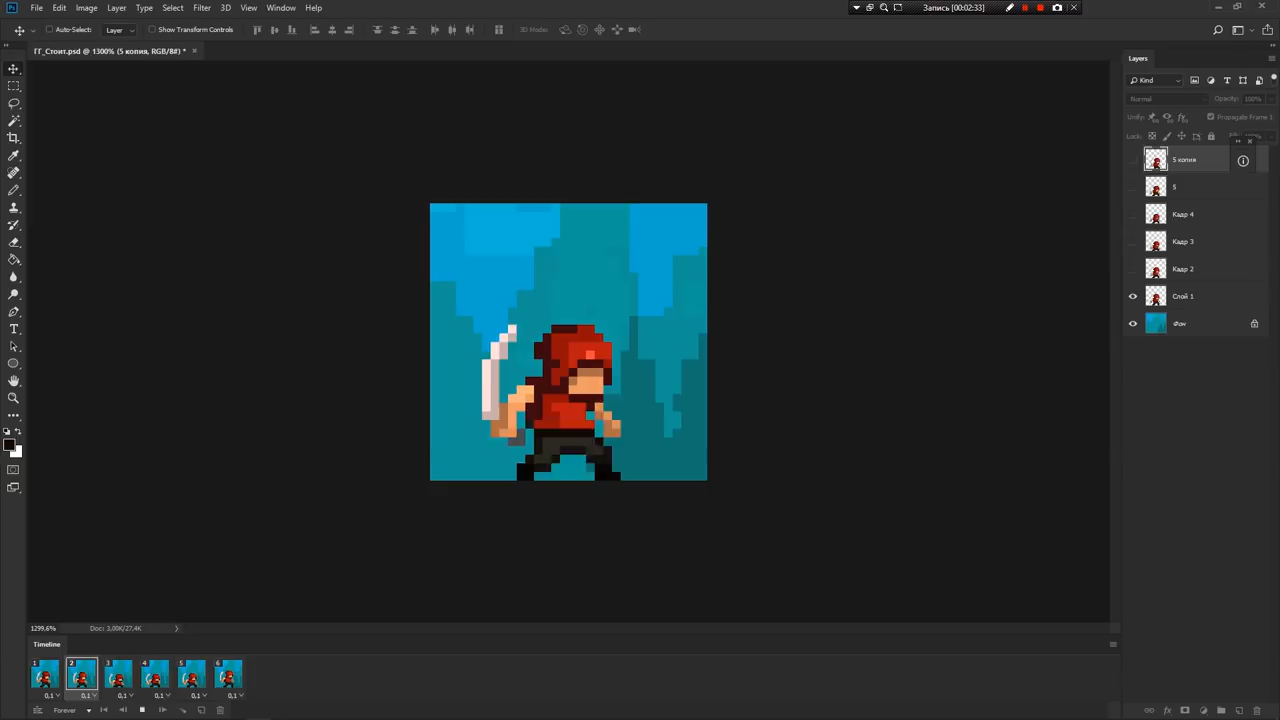 Ps File Edit Image Layer Type Select Filter 3D View Window Help
Запись [00:02:33]
Auto-Select: Layer Show Transform Controls 3D Mode:
ГГ_Стоит.psd @ 1300% (5 копия, RGB/8#) *
Layers
Kind
Normal Opacity: 100%
Unify: Propagate Frame 1
Lock:
5 копия
5
Кадр 4
Кадр 3
Кадр 2
Слой 1
Фон
1299,6% Doc: 3,00K/27,4K
Timeline
1 2 3 4 5 6
0,1 0,1 0,1 0,1 0,1 0,1
Forever